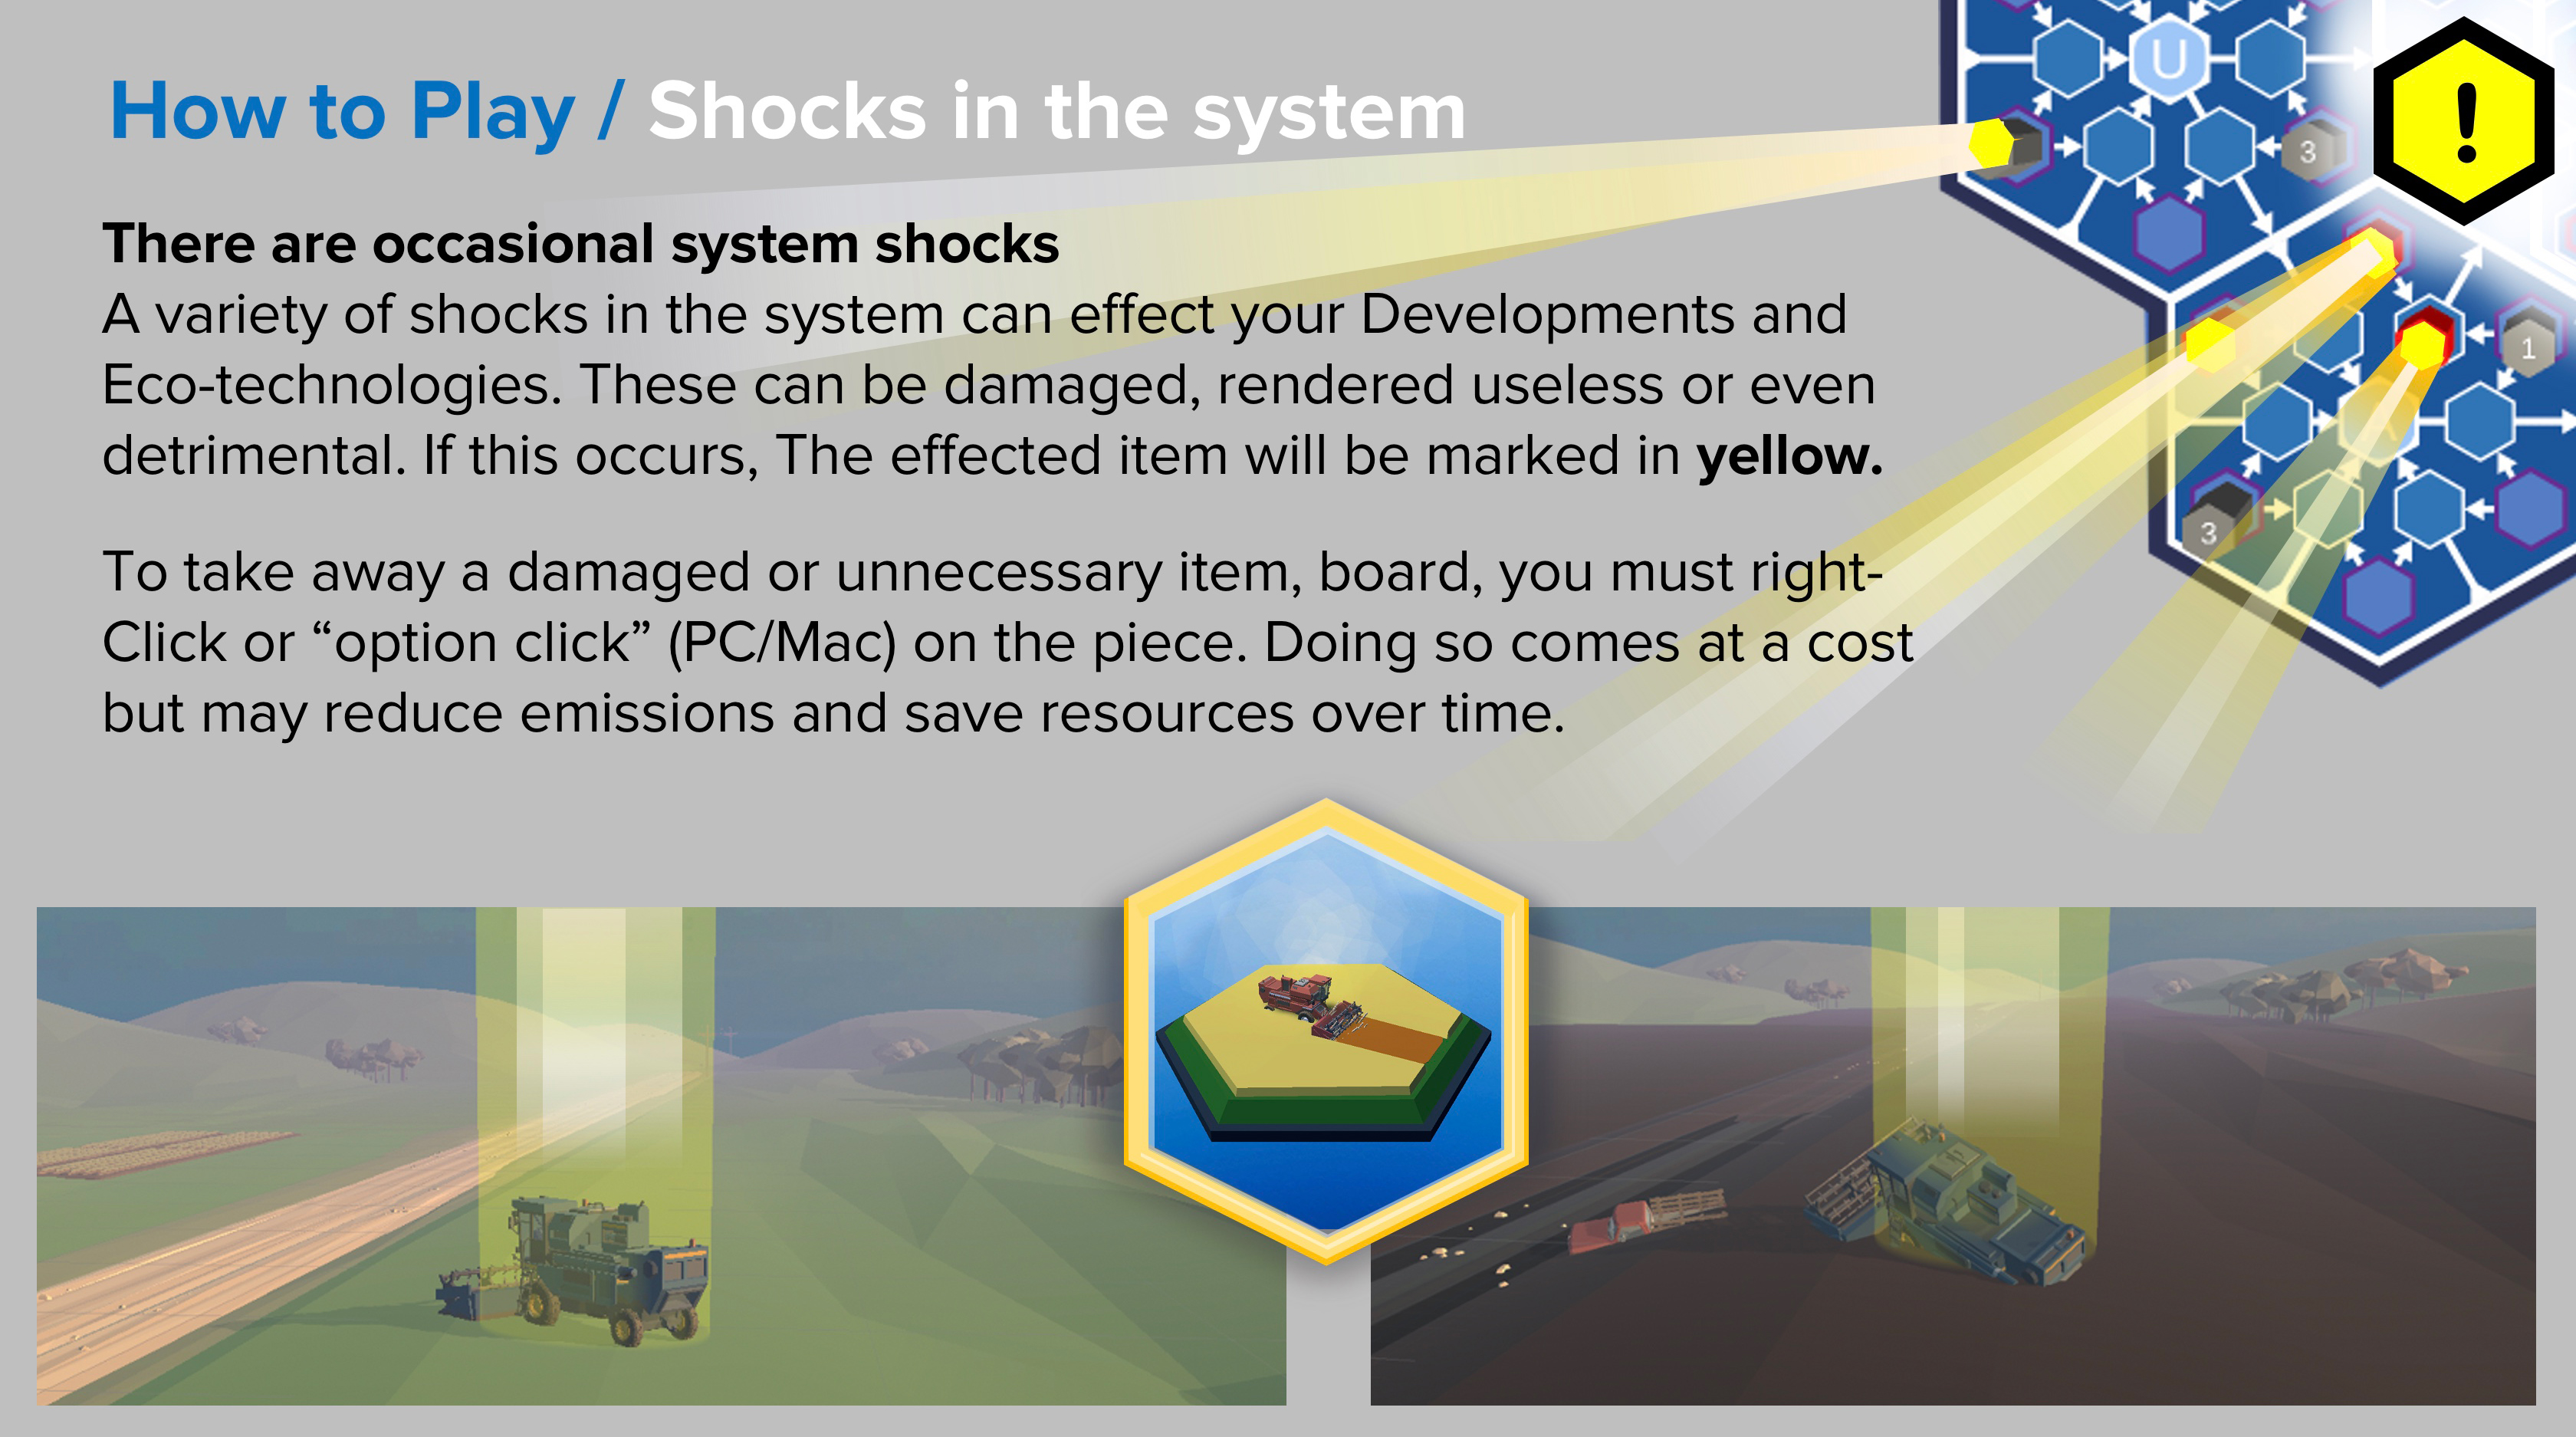 How to Play / Shocks in the system
There are occasional system shocks
A variety of shocks in the system can effect your Developments and
Eco-technologies. These can be damaged, rendered useless or even
detrimental. If this occurs, The effected item will be marked in yellow.
To take away a damaged or unnecessary item, board, you must right-
Click or “option click” (PC/Mac) on the piece. Doing so comes at a cost
but may reduce emissions and save resources over time.
U
!
3
1
3